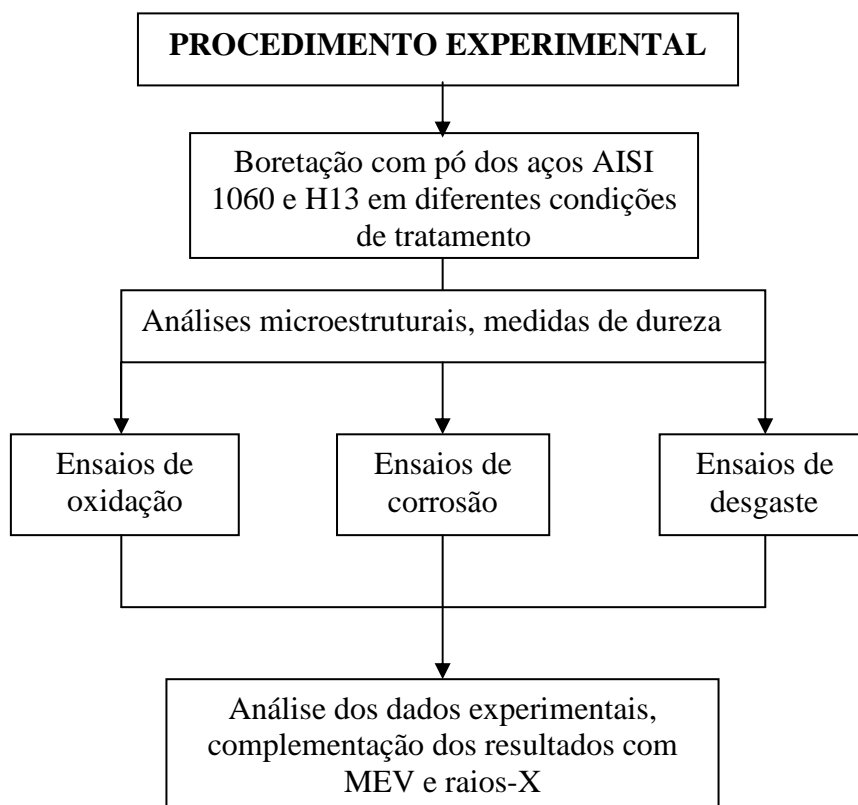 PROCEDIMENTO EXPERIMENTAL
Boretação com pó dos aços AISI
1060 e H13 em diferentes condições
de tratamento
Análises microestruturais, medidas de dureza
Ensaios de
oxidação
Ensaios de
corrosão
Ensaios de
desgaste
Análise dos dados experimentais,
complementação dos resultados com
MEV e raios-X